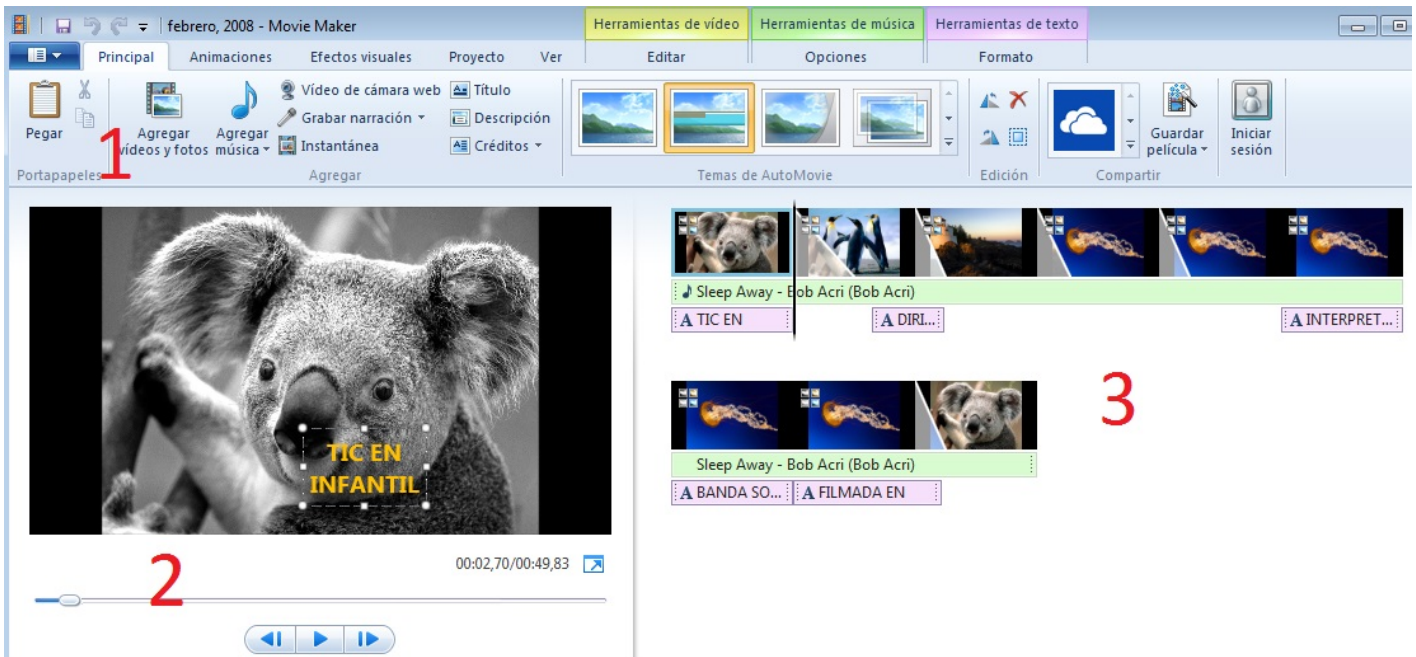 febrero, 2008 - Movie Maker
Herramientas de vídeo
Herramientas de música
Herramientas de texto
Principal
Animaciones
Efectos visuales
Proyecto
Ver
Editar
Opciones
Formato
Pegar
Portapapeles
1
Agregar
vídeos y fotos
Agregar
música
Vídeo de cámara web
Grabar narración
Instantánea
Título
Descripción
Créditos
Agregar
Temas de AutoMovie
Edición
Guardar
película
Compartir
Iniciar
sesión
TIC EN
INFANTIL
2
00:02,70/00:49,83
Sleep Away - Bob Acri (Bob Acri)
A TIC EN
A DIRI...
A INTERPRET...
3
Sleep Away - Bob Acri (Bob Acri)
A BANDA SO...
A FILMADA EN